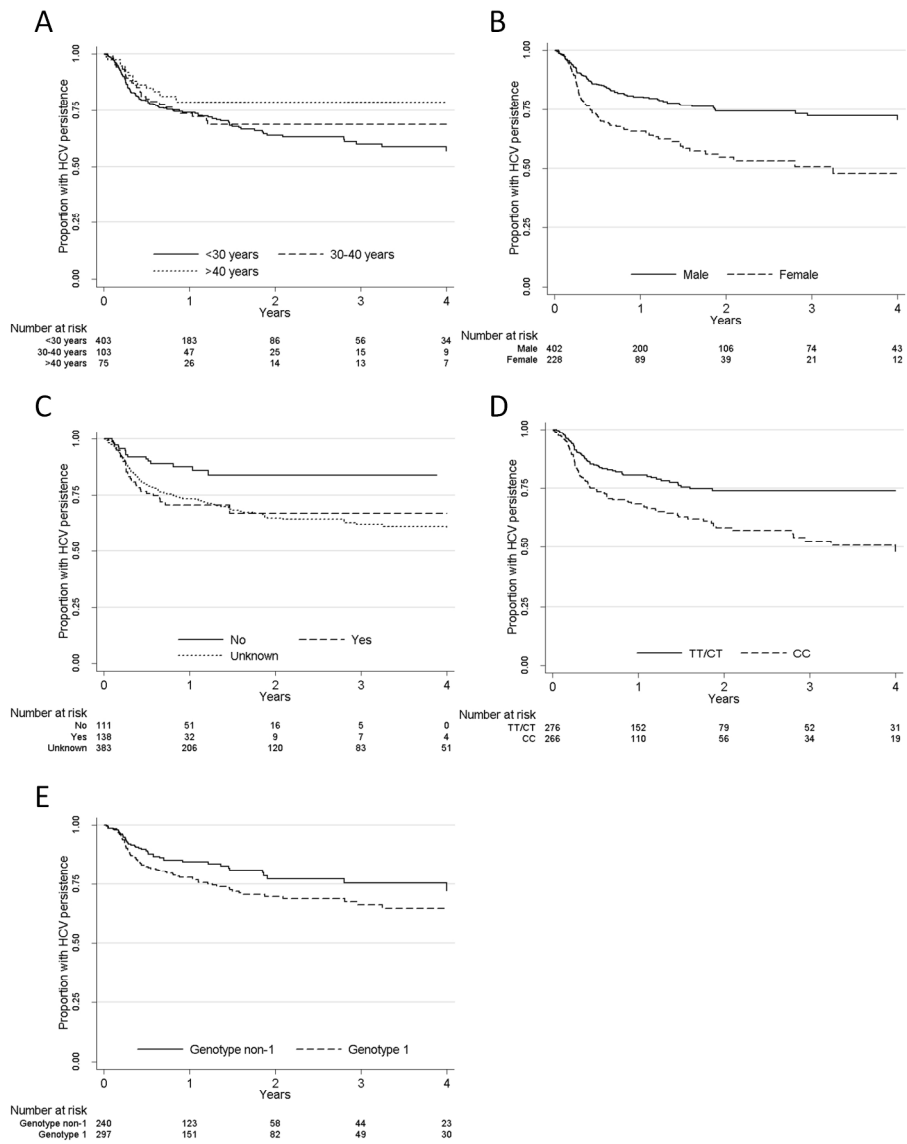 A
Proportion with HCV persistence
1.00
0.75
0.50
0.25
0.00
<30 years 30-40 years
>40 years
0 1 2 3 4
Years
Number at risk
<30 years 403 183 86 56 34
30-40 years 103 47 25 15 9
>40 years 75 26 14 13 7
B
Proportion with HCV persistence
1.00
0.75
0.50
0.25
0.00
Male Female
0 1 2 3 4
Years
Number at risk
Male 402 200 106 74 43
Female 228 89 39 21 12
C
Proportion with HCV persistence
1.00
0.75
0.50
0.25
0.00
No Yes
Unknown
0 1 2 3 4
Years
Number at risk
No 111 51 16 5 0
Yes 138 32 9 7 4
Unknown 383 206 120 83 51
D
Proportion with HCV persistence
1.00
0.75
0.50
0.25
0.00
TT/CT CC
0 1 2 3 4
Years
Number at risk
TT/CT 276 152 79 52 31
CC 266 110 56 34 19
E
Proportion with HCV persistence
1.00
0.75
0.50
0.25
0.00
Genotype non-1 Genotype 1
0 1 2 3 4
Years
Number at risk
Genotype non-1 240 123 58 44 23
Genotype 1 297 151 82 49 30